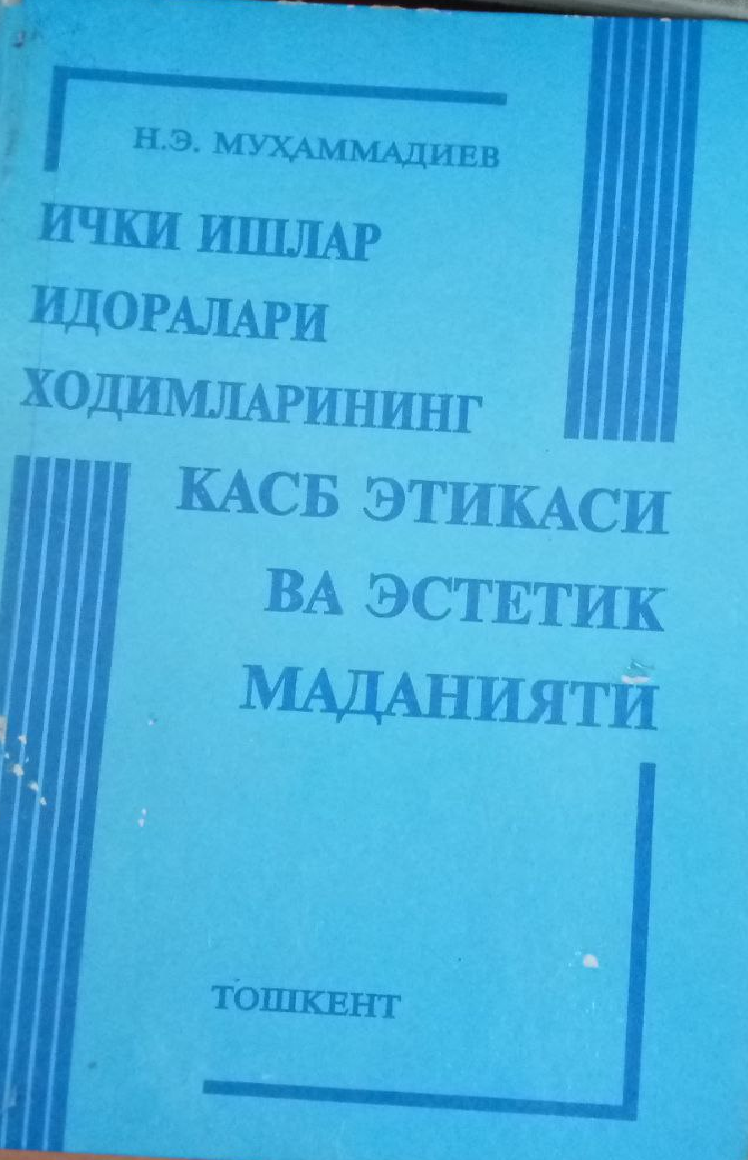 Н.Э. МУҲАММАДИЕВ
ИЧКИ ИШЛАР
ИДОРАЛАРИ
ХОДИМЛАРИНИНГ
КАСБ ЭТИКАСИ
ВА ЭСТЕТИК
МАДАНИЯТИ
ТОШКЕНТ